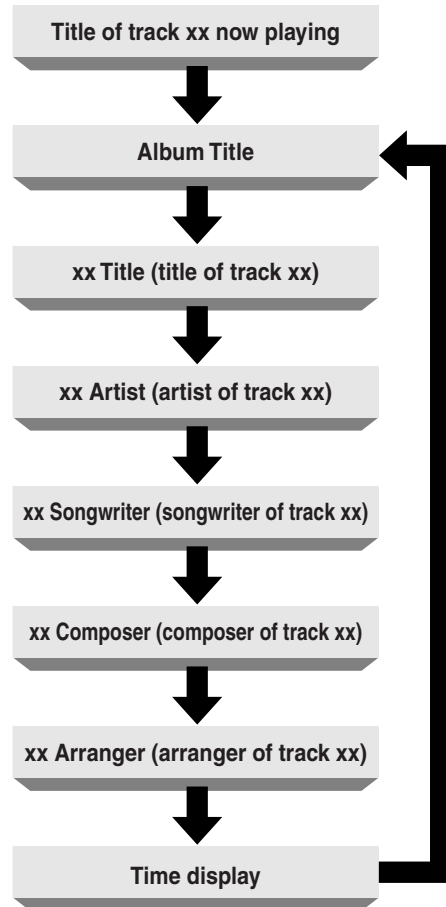 Title of track xx now playing
Album Title
xx Title (title of track xx)
xx Artist (artist of track xx)
xx Songwriter (songwriter of track xx)
xx Composer (composer of track xx)
xx Arranger (arranger of track xx)
Time display